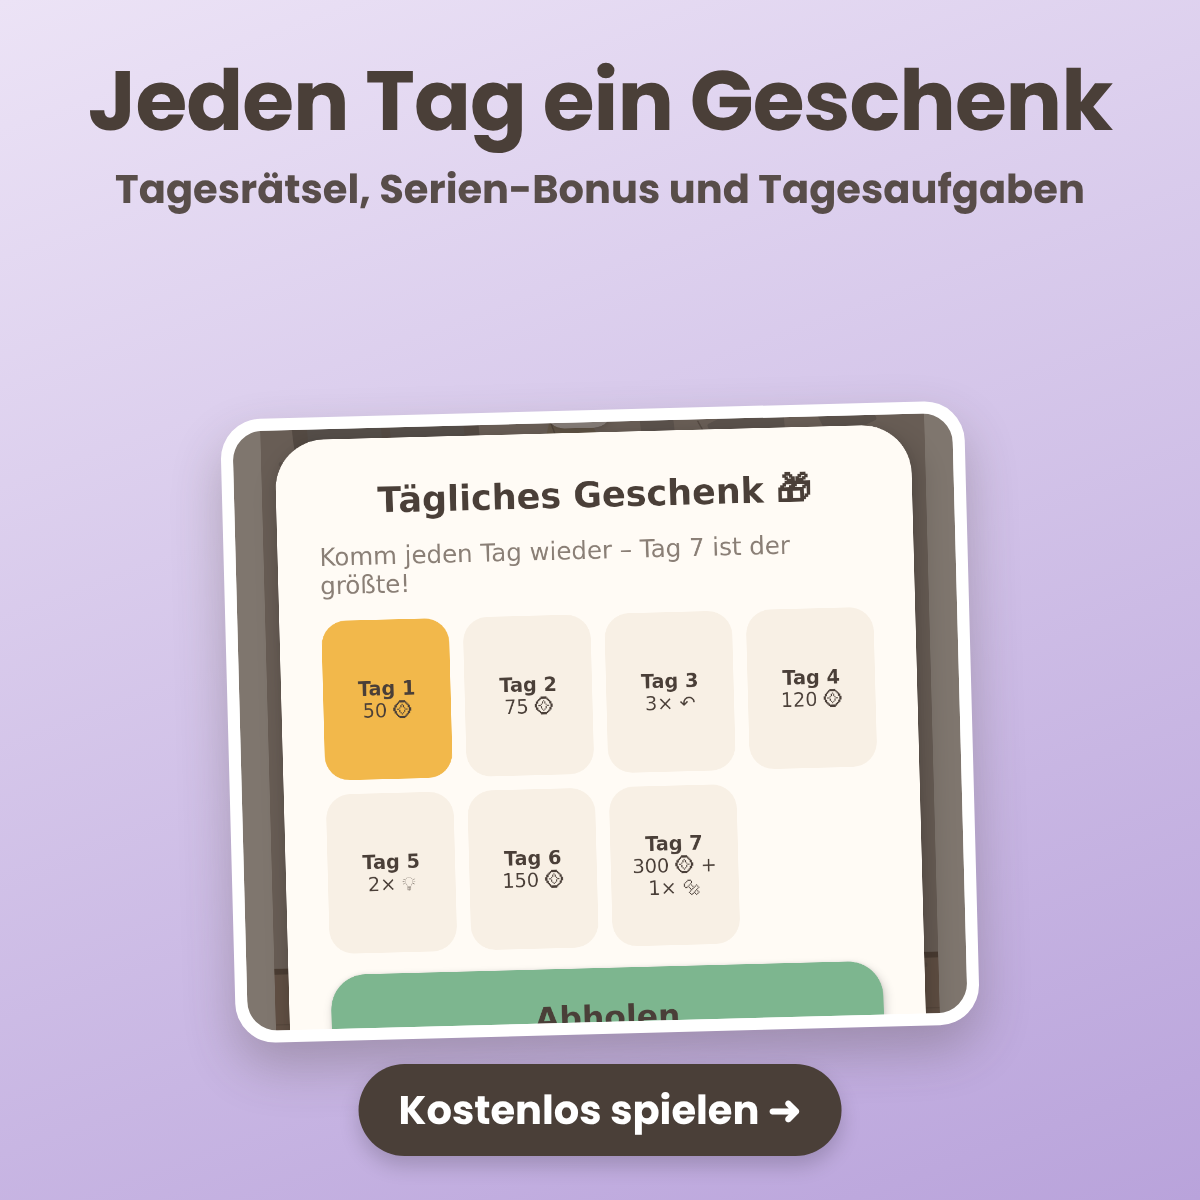 Jeden Tag ein Geschenk
Tagesrätsel, Serien-Bonus und Tagesaufgaben
Tägliches Geschenk 🎁
Komm jeden Tag wieder – Tag 7 ist der
größte!
Tag 1
50 🪙
Tag 2
75 🪙
Tag 3
3× ↶
Tag 4
120 🪙
Tag 5
2× 💡
Tag 6
150 🪙
Tag 7
300 🪙 +
1× 🔩
Abholen
Kostenlos spielen ➜